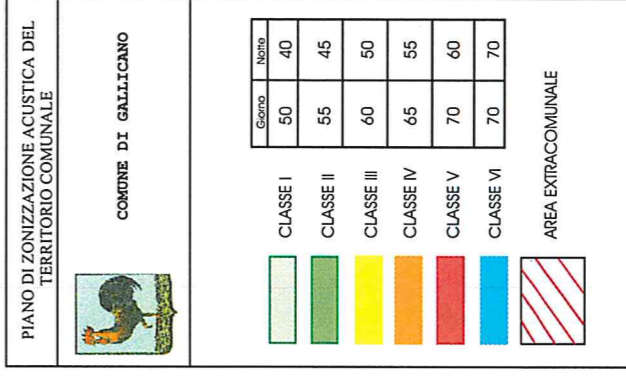 PIANO DI ZONIZZAZIONE ACUSTICA DEL
TERRITORIO COMUNALE
COMUNE DI GALLICANO
Giorno Notte
CLASSE I 50 40
CLASSE II 55 45
CLASSE III 60 50
CLASSE IV 65 55
CLASSE V 70 60
CLASSE VI 70 70
AREA EXTRACOMUNALE